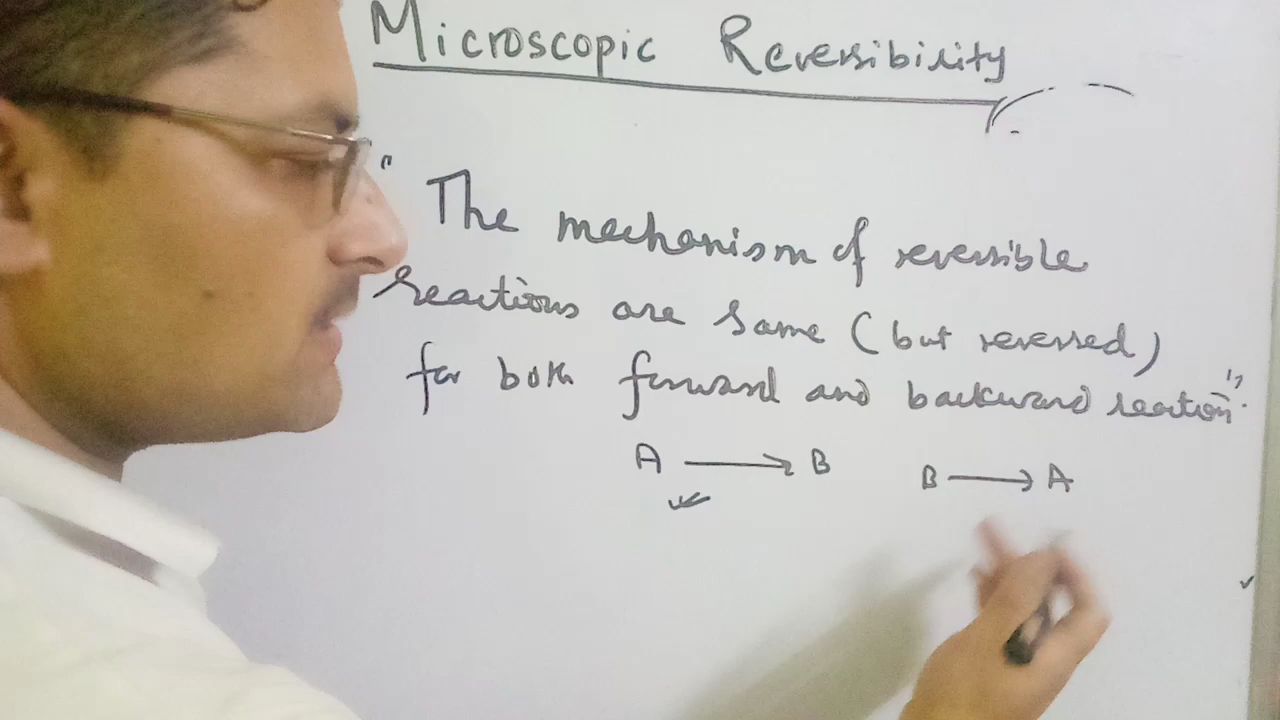 Microscopic Reversibility
"The mechanism of reversible
reactions are same (but reversed)
for both forward and backward reaction".
A ⟶ B B ⟶ A